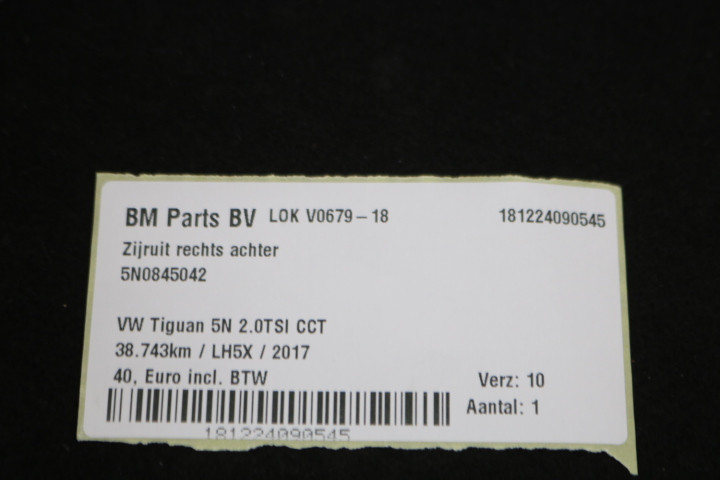 BM Parts BV LOK V0679-18 181224090545
Zijruit rechts achter
5N0845042
VW Tiguan 5N 2.0TSI CCT
38.743km / LH5X / 2017
40, Euro incl. BTW Verz: 10
Aantal: 1
181224090545